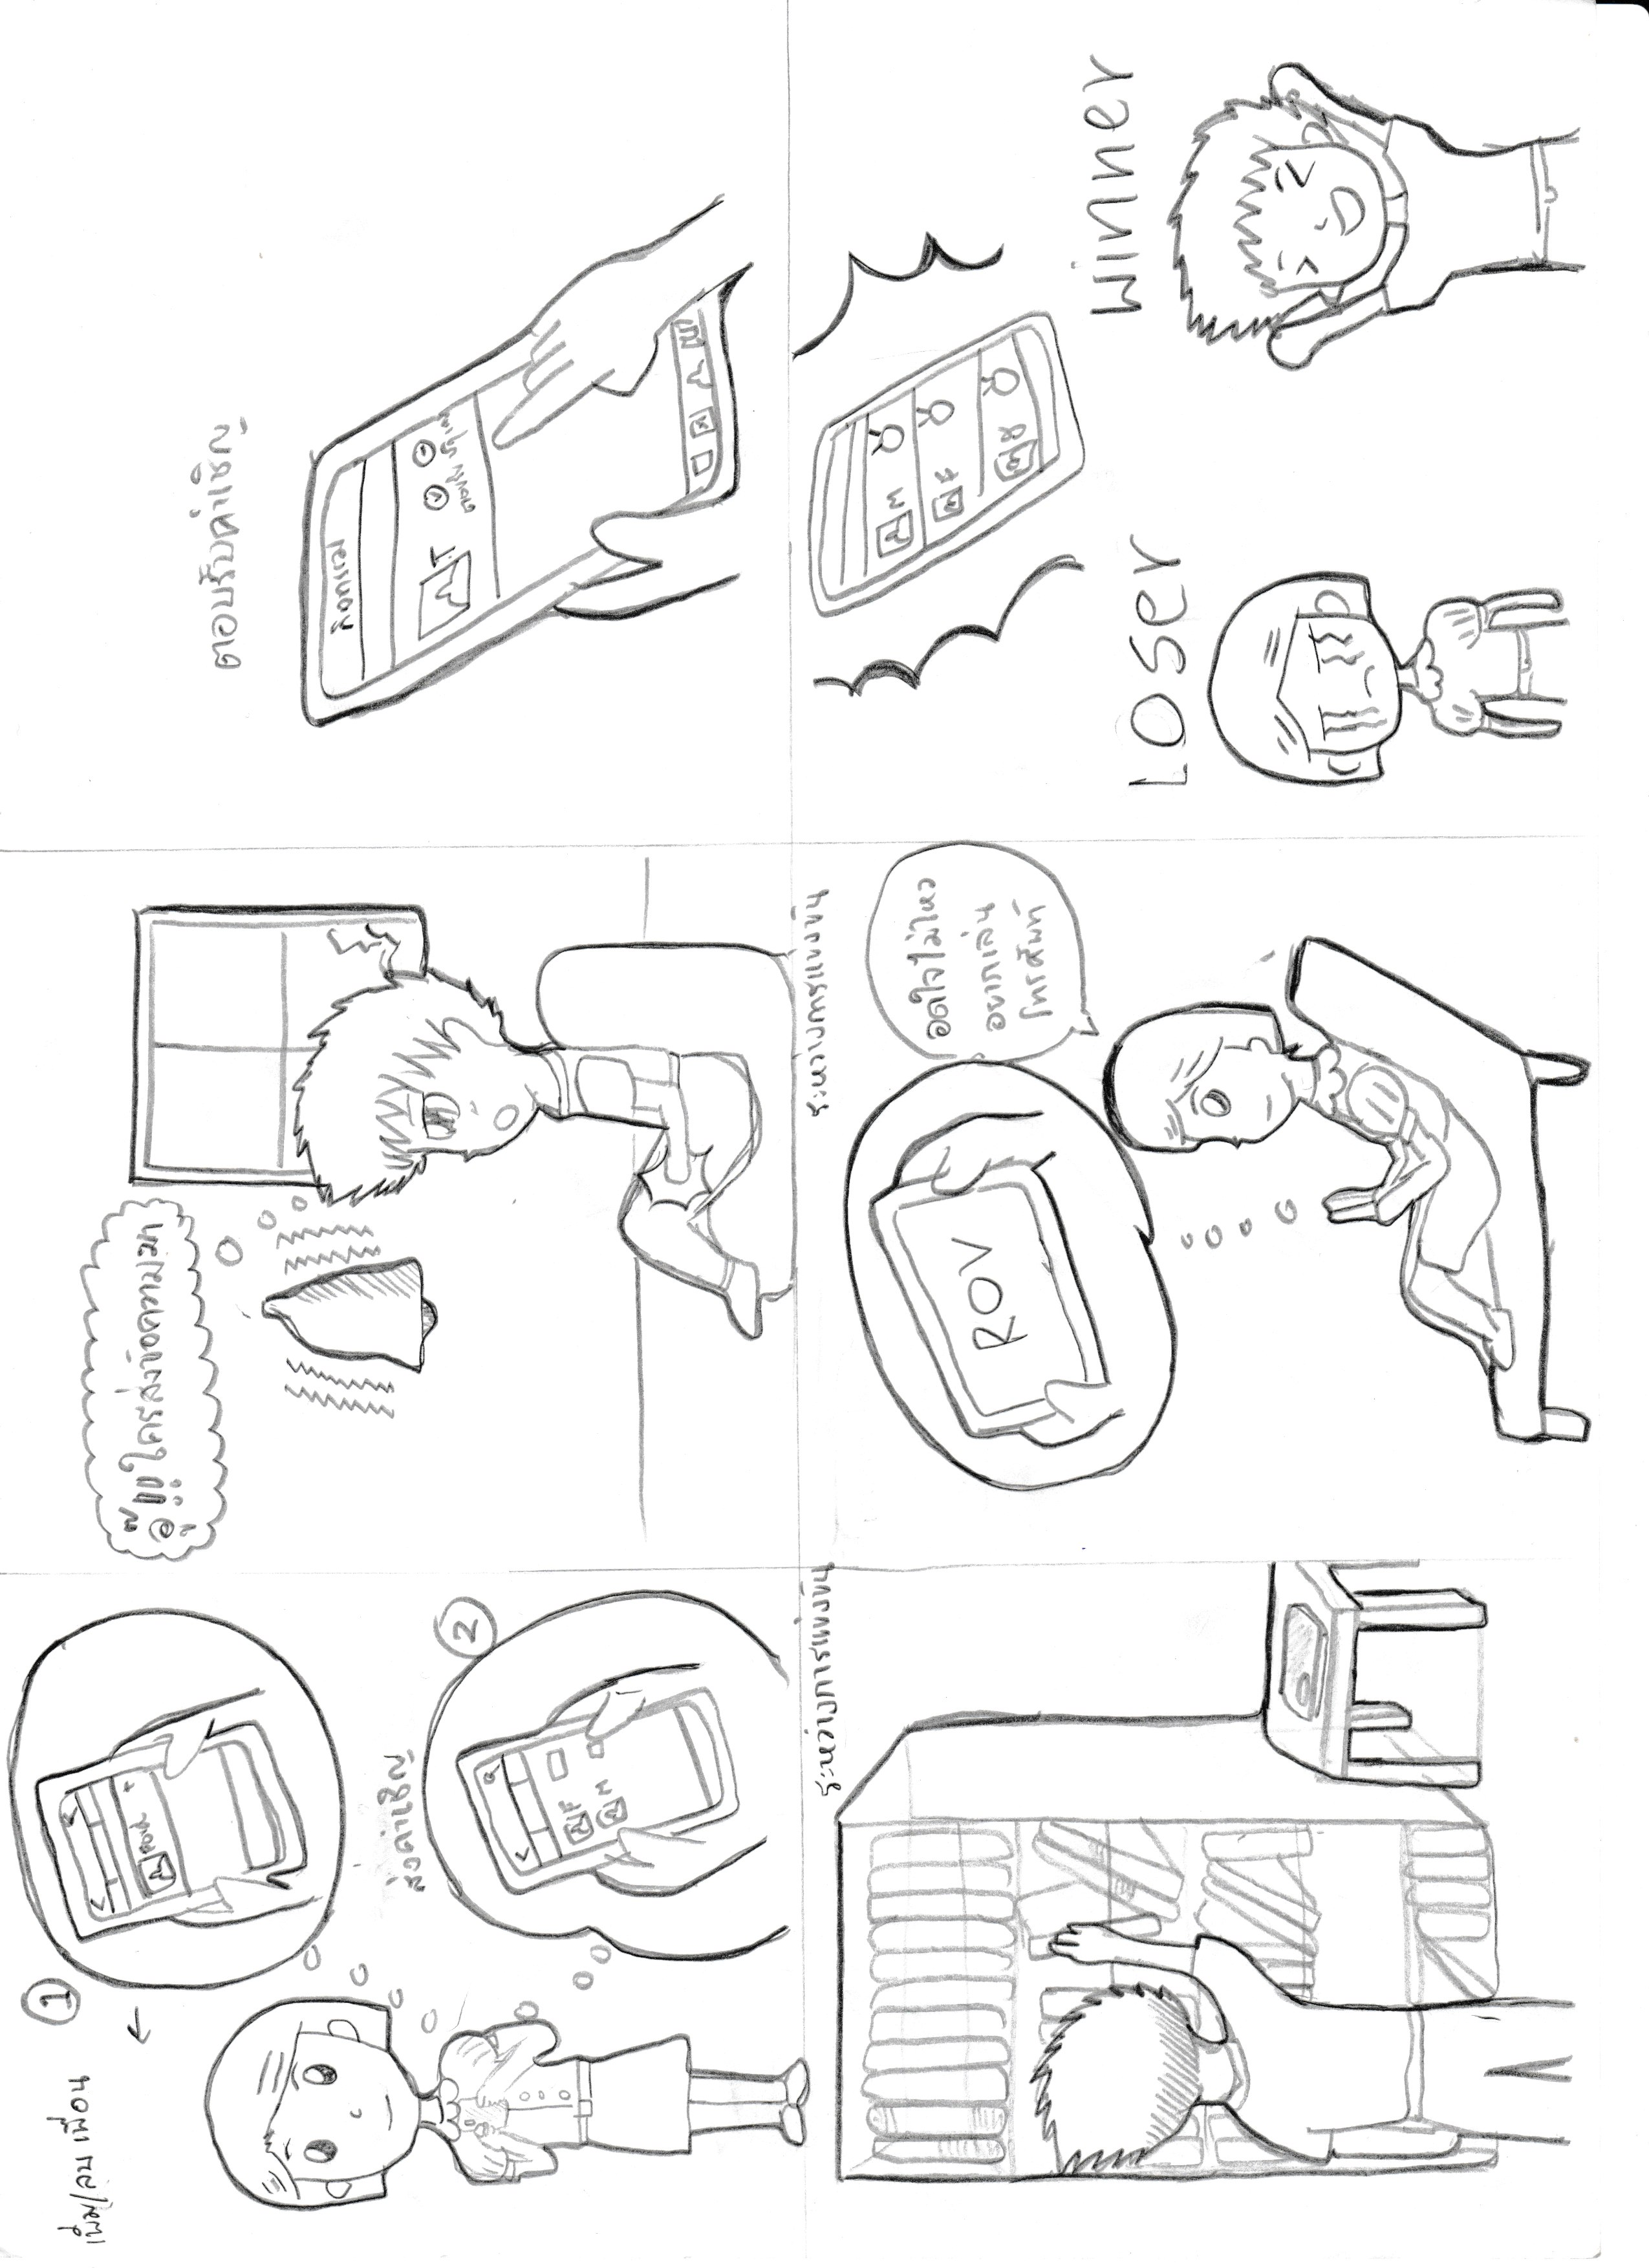 เพิ่ม/ลบ เพื่อน
1
<
Ford +
ส่งคำเชิญ
2
<
F
M
อุ๊ย!! ใครส่งข้อความมา
ตอบรับคำเชิญ
กิจกรรม
T
ตอบรับ ปฏิเสธ
ระหว่างการแข่งขัน
ระหว่างการแข่งขัน
ROV
อดใจไม่ไหว
อยากเล่น
โทรศัพท์
M
F
LOSER
winner